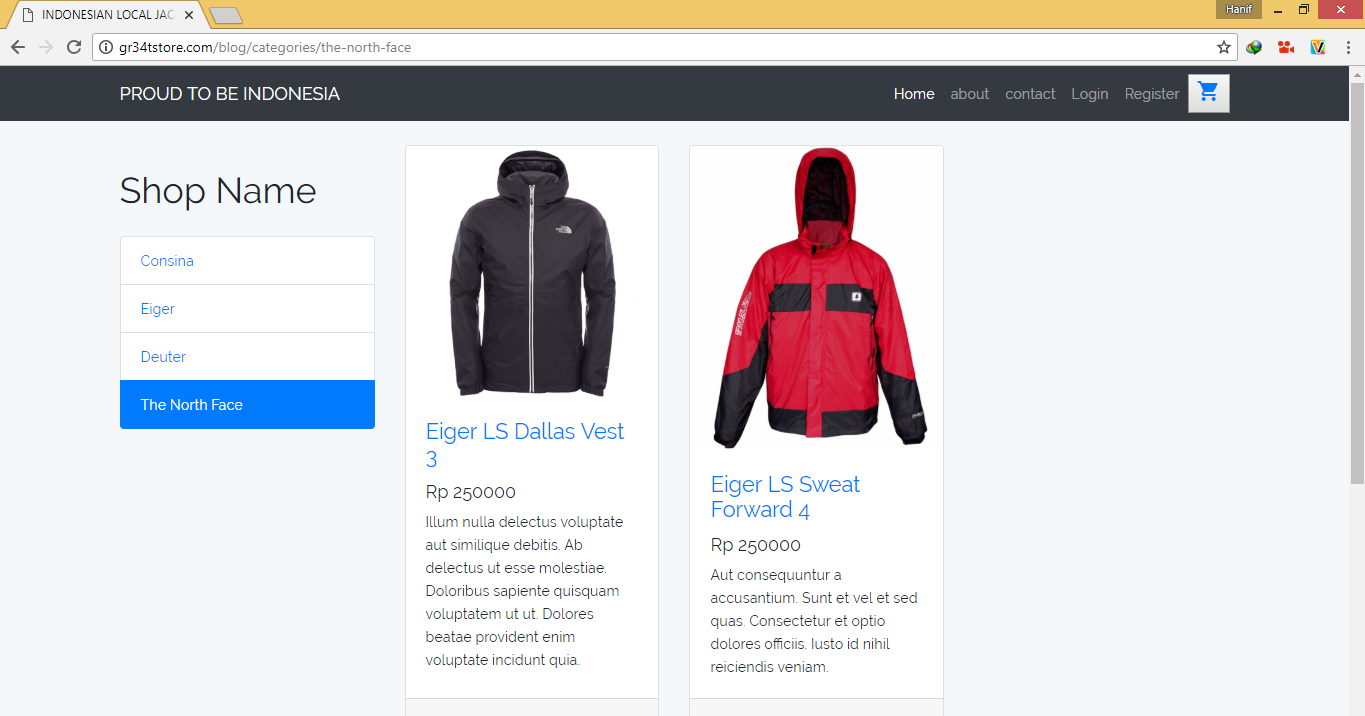 INDONESIAN LOCAL JAC
Hanif
gr34tstore.com/blog/categories/the-north-face
PROUD TO BE INDONESIA
Home about contact Login Register
Shop Name
Consina
Eiger
Deuter
The North Face
Eiger LS Dallas Vest
3
Rp 250000
Illum nulla delectus voluptate
aut similique debitis. Ab
delectus ut esse molestiae.
Doloribus sapiente quisquam
voluptatem ut ut. Dolores
beatae provident enim
voluptate incidunt quia.
Eiger LS Sweat
Forward 4
Rp 250000
Aut consequuntur a
accusantium. Sunt et vel et sed
quas. Consectetur et optio
dolores officiis. Iusto id nihil
reiciendis veniam.